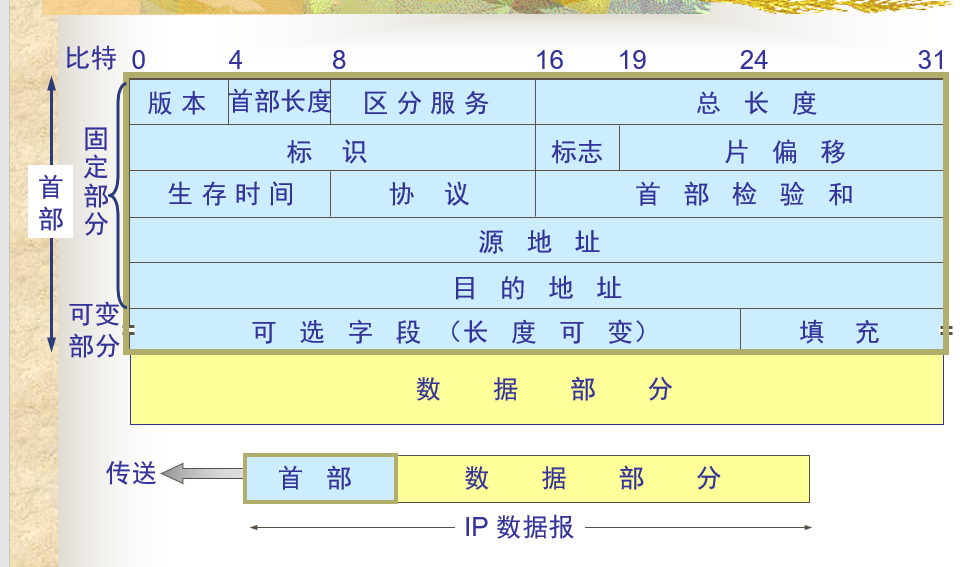 比特 0 4 8 16 19 24 31
版本 首部长度 区分服务 总长度
固定部分
标识 标志 片偏移
首部
生存时间 协议 首部检验和
源地址
目的地址
可变部分
可选字段（长度可变） 填充
数据部分
传送 首部 数据部分
IP 数据报